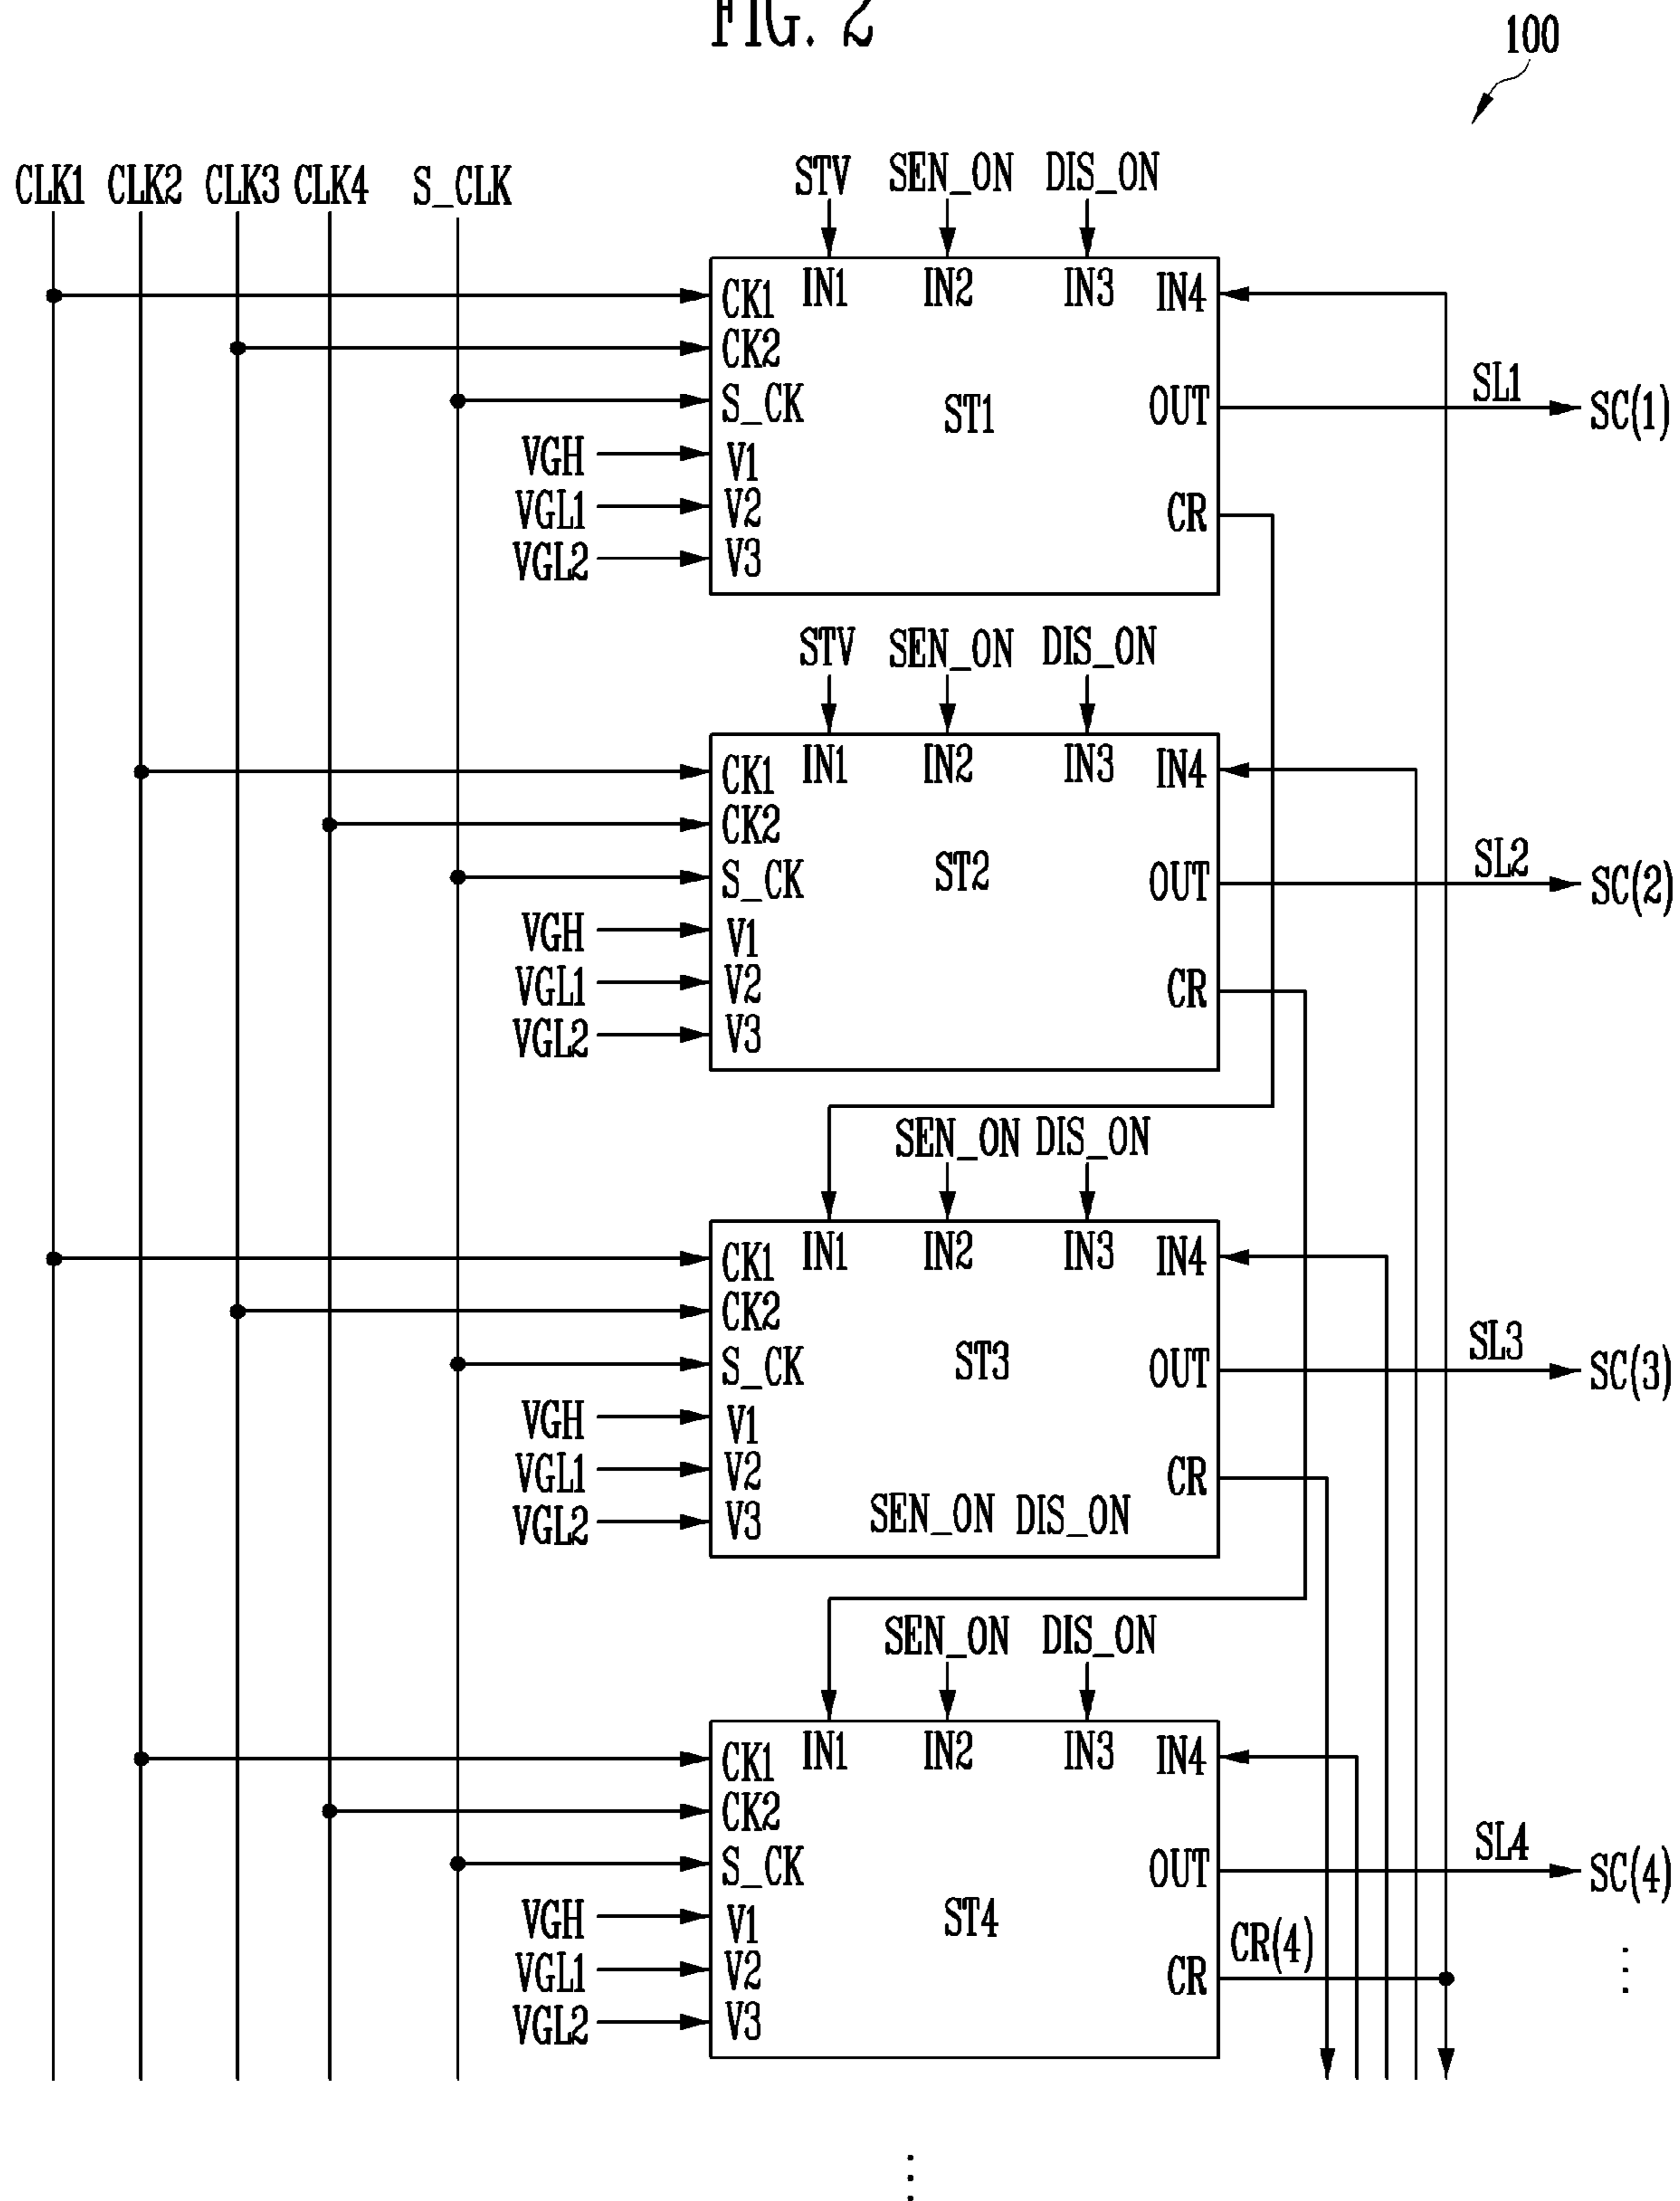 FIG. 2
100
CLK1 CLK2 CLK3 CLK4 S_CLK
STV SEN_ON DIS_ON
IN1 IN2 IN3 IN4
CK1
CK2
S_CK ST1 OUT SL1 SC(1)
VGH V1
VGL1 V2 CR
VGL2 V3
STV SEN_ON DIS_ON
IN1 IN2 IN3 IN4
CK1
CK2
S_CK ST2 OUT SL2 SC(2)
VGH V1
VGL1 V2 CR
VGL2 V3
SEN_ON DIS_ON
IN1 IN2 IN3 IN4
CK1
CK2
S_CK ST3 OUT SL3 SC(3)
VGH V1
VGL1 V2 CR
VGL2 V3 SEN_ON DIS_ON
SEN_ON DIS_ON
IN1 IN2 IN3 IN4
CK1
CK2
S_CK OUT SL4 SC(4)
VGH V1 ST4 CR(4)
VGL1 V2 CR
VGL2 V3